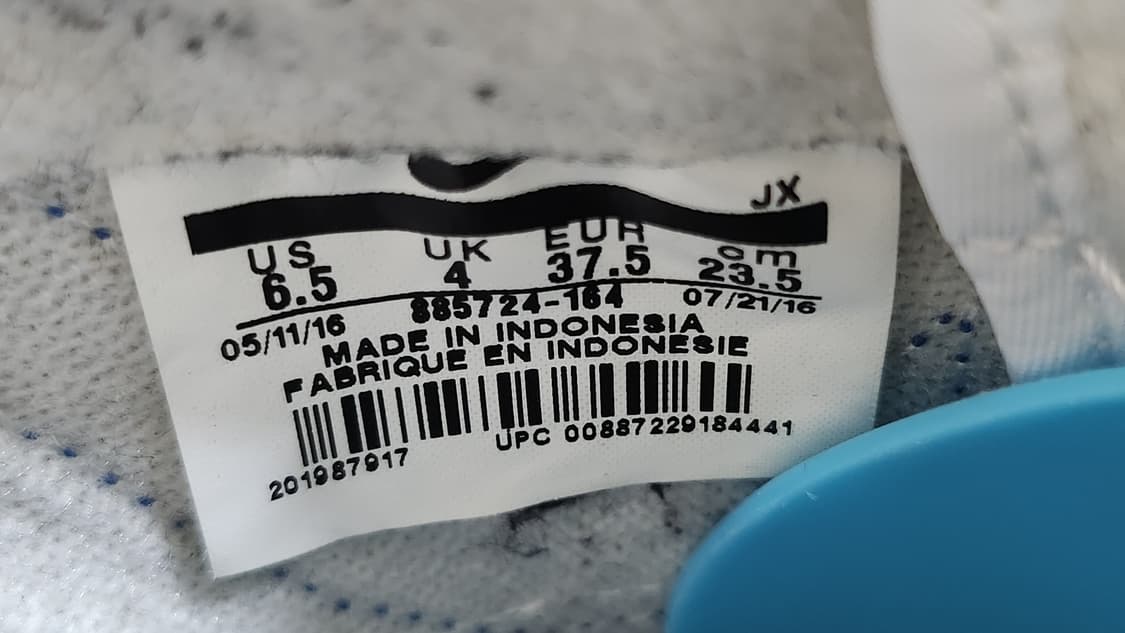 JX
US UK EUR cm
6.5 4 37.5 23.5
05/11/16 885724-164 07/21/16
MADE IN INDONESIA
FABRIQUE EN INDONESIE
201987917 UPC 00887229184441